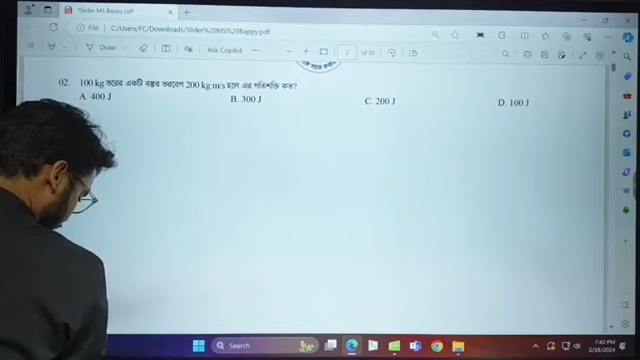 *Slider MS Bappy.pdf
File C:/Users/FC/Downloads/Slider%20MS%20Bappy.pdf
Draw Ask Copilot 2 of 50
02. 100 kg ভরের একটি বস্তুর ভরবেগ 200 kg m/s হলে এর গতিশক্তি কত?
A. 400 J B. 300 J C. 200 J D. 100 J
Search
7:40 PM
2/16/2024